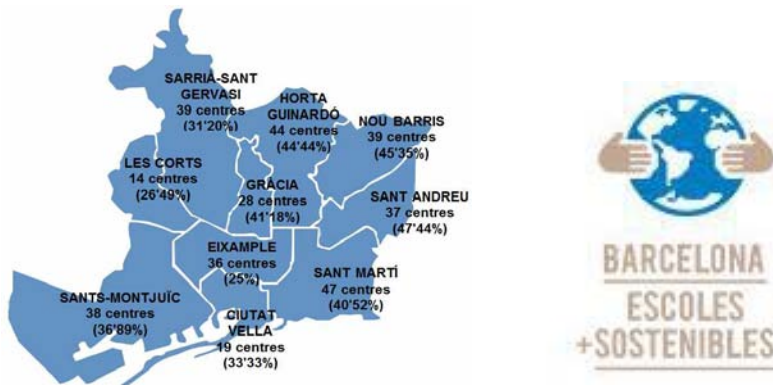 SARRIÀ-SANT
GERVASI
39 centres
(31'20%)
HORTA
GUINARDÓ
44 centres
(44'44%)
NOU BARRIS
39 centres
(45'35%)
LES CORTS
14 centres
(26'49%)
GRÀCIA
28 centres
(41'18%)
SANT ANDREU
37 centres
(47'44%)
EIXAMPLE
36 centres
(25%)
SANT MARTÍ
47 centres
(40'52%)
SANTS-MONTJUÏC
38 centres
(36'89%)
CIUTAT
VELLA
19 centres
(33'33%)
BARCELONA
ESCOLES
+SOSTENIBLES